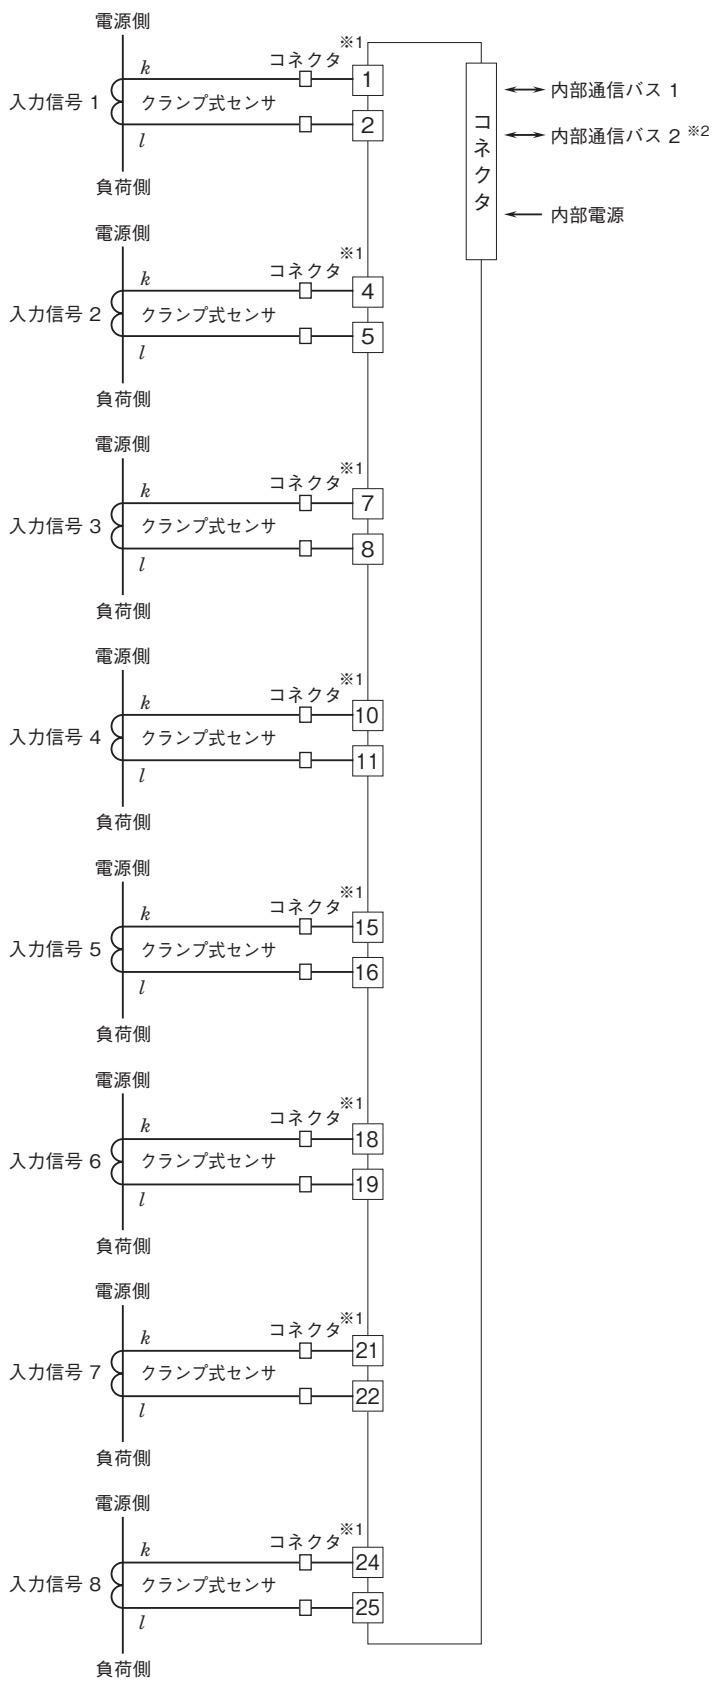 電源側
k
コネクタ ※1
1
入力信号 1
クランプ式センサ
2
l
負荷側
電源側
k
コネクタ ※1
4
入力信号 2
クランプ式センサ
5
l
負荷側
電源側
k
コネクタ ※1
7
入力信号 3
クランプ式センサ
8
l
負荷側
電源側
k
コネクタ ※1
10
入力信号 4
クランプ式センサ
11
l
負荷側
電源側
k
コネクタ ※1
15
入力信号 5
クランプ式センサ
16
l
負荷側
電源側
k
コネクタ ※1
18
入力信号 6
クランプ式センサ
19
l
負荷側
電源側
k
コネクタ ※1
21
入力信号 7
クランプ式センサ
22
l
負荷側
電源側
k
コネクタ ※1
24
入力信号 8
クランプ式センサ
25
l
負荷側
コネクタ
内部通信バス 1
内部通信バス 2 ※2
内部電源